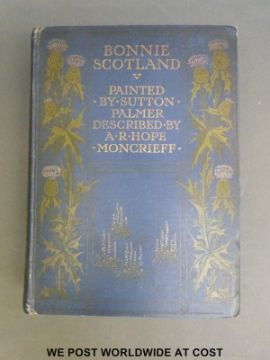 BONNIE
SCOTLAND
PAINTED
·BY·SUTTON
PALMER
DESCRIBED·BY
A·R·HOPE
MONCRIEFF
WE POST WORLDWIDE AT COST